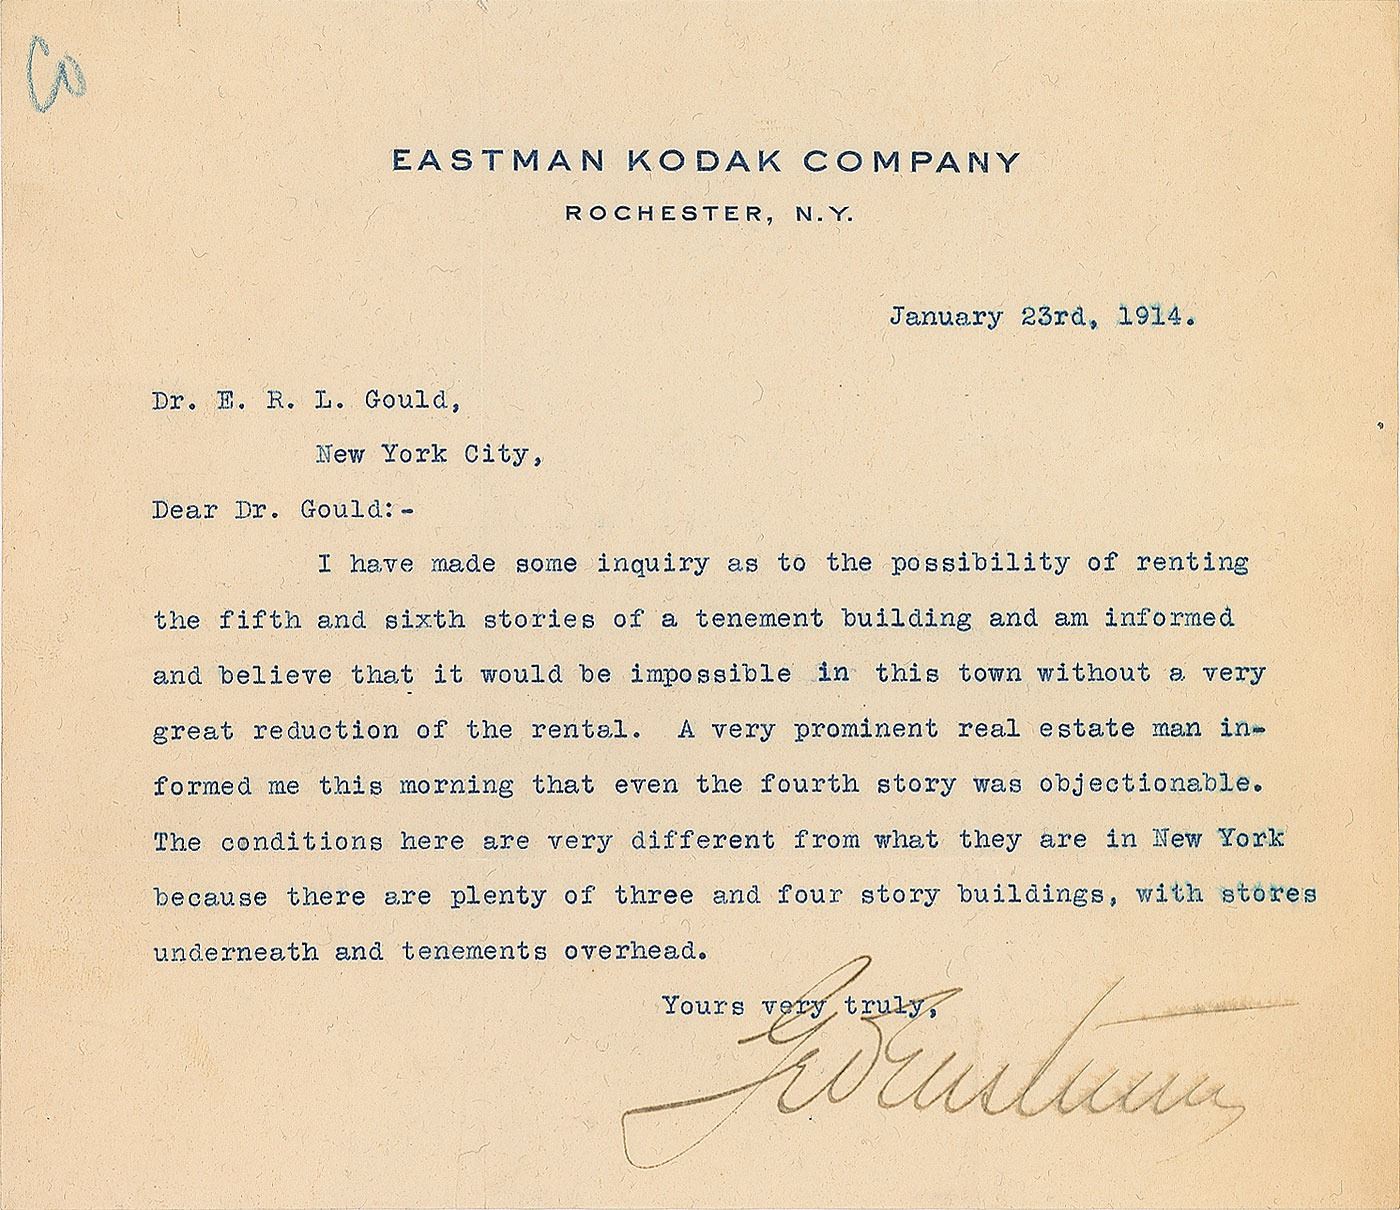 Co
EASTMAN KODAK COMPANY
ROCHESTER, N.Y.
January 23rd, 1914.
Dr. E. R. L. Gould,
New York City,
Dear Dr. Gould:-
I have made some inquiry as to the possibility of renting
the fifth and sixth stories of a tenement building and am informed
and believe that it would be impossible in this town without a very
great reduction of the rental. A very prominent real estate man in-
formed me this morning that even the fourth story was objectionable.
The conditions here are very different from what they are in New York
because there are plenty of three and four story buildings, with stores
underneath and tenements overhead.
Yours very truly,
Geo Eastman